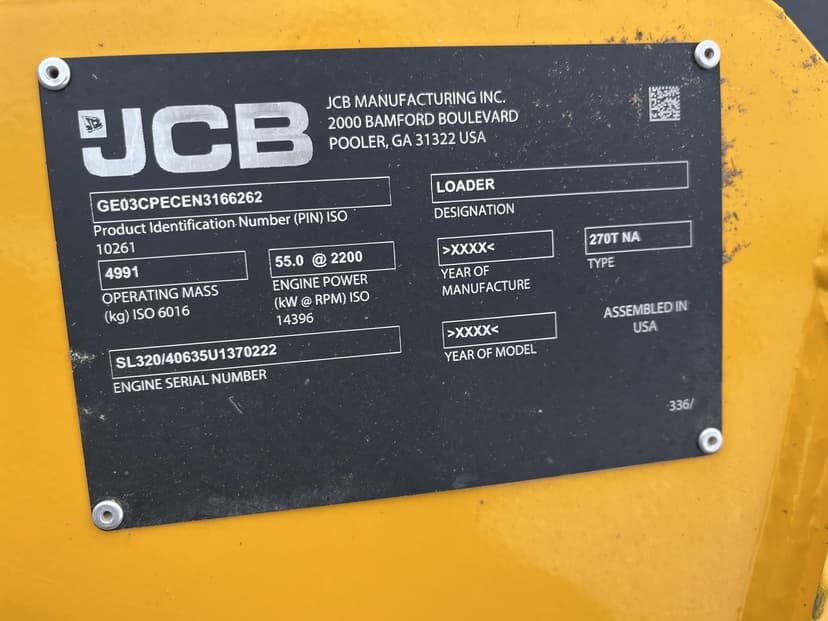 JCB
JCB MANUFACTURING INC.
2000 BAMFORD BOULEVARD
POOLER, GA 31322 USA
GE03CPECEN3166262
Product Identification Number (PIN) ISO
10261
LOADER
DESIGNATION
4991
OPERATING MASS
(kg) ISO 6016
55.0 @ 2200
ENGINE POWER
(kW @ RPM) ISO
14396
>XXXX<
YEAR OF
MANUFACTURE
270T NA
TYPE
SL320/40635U1370222
ENGINE SERIAL NUMBER
>XXXX<
YEAR OF MODEL
ASSEMBLED IN
USA
336/